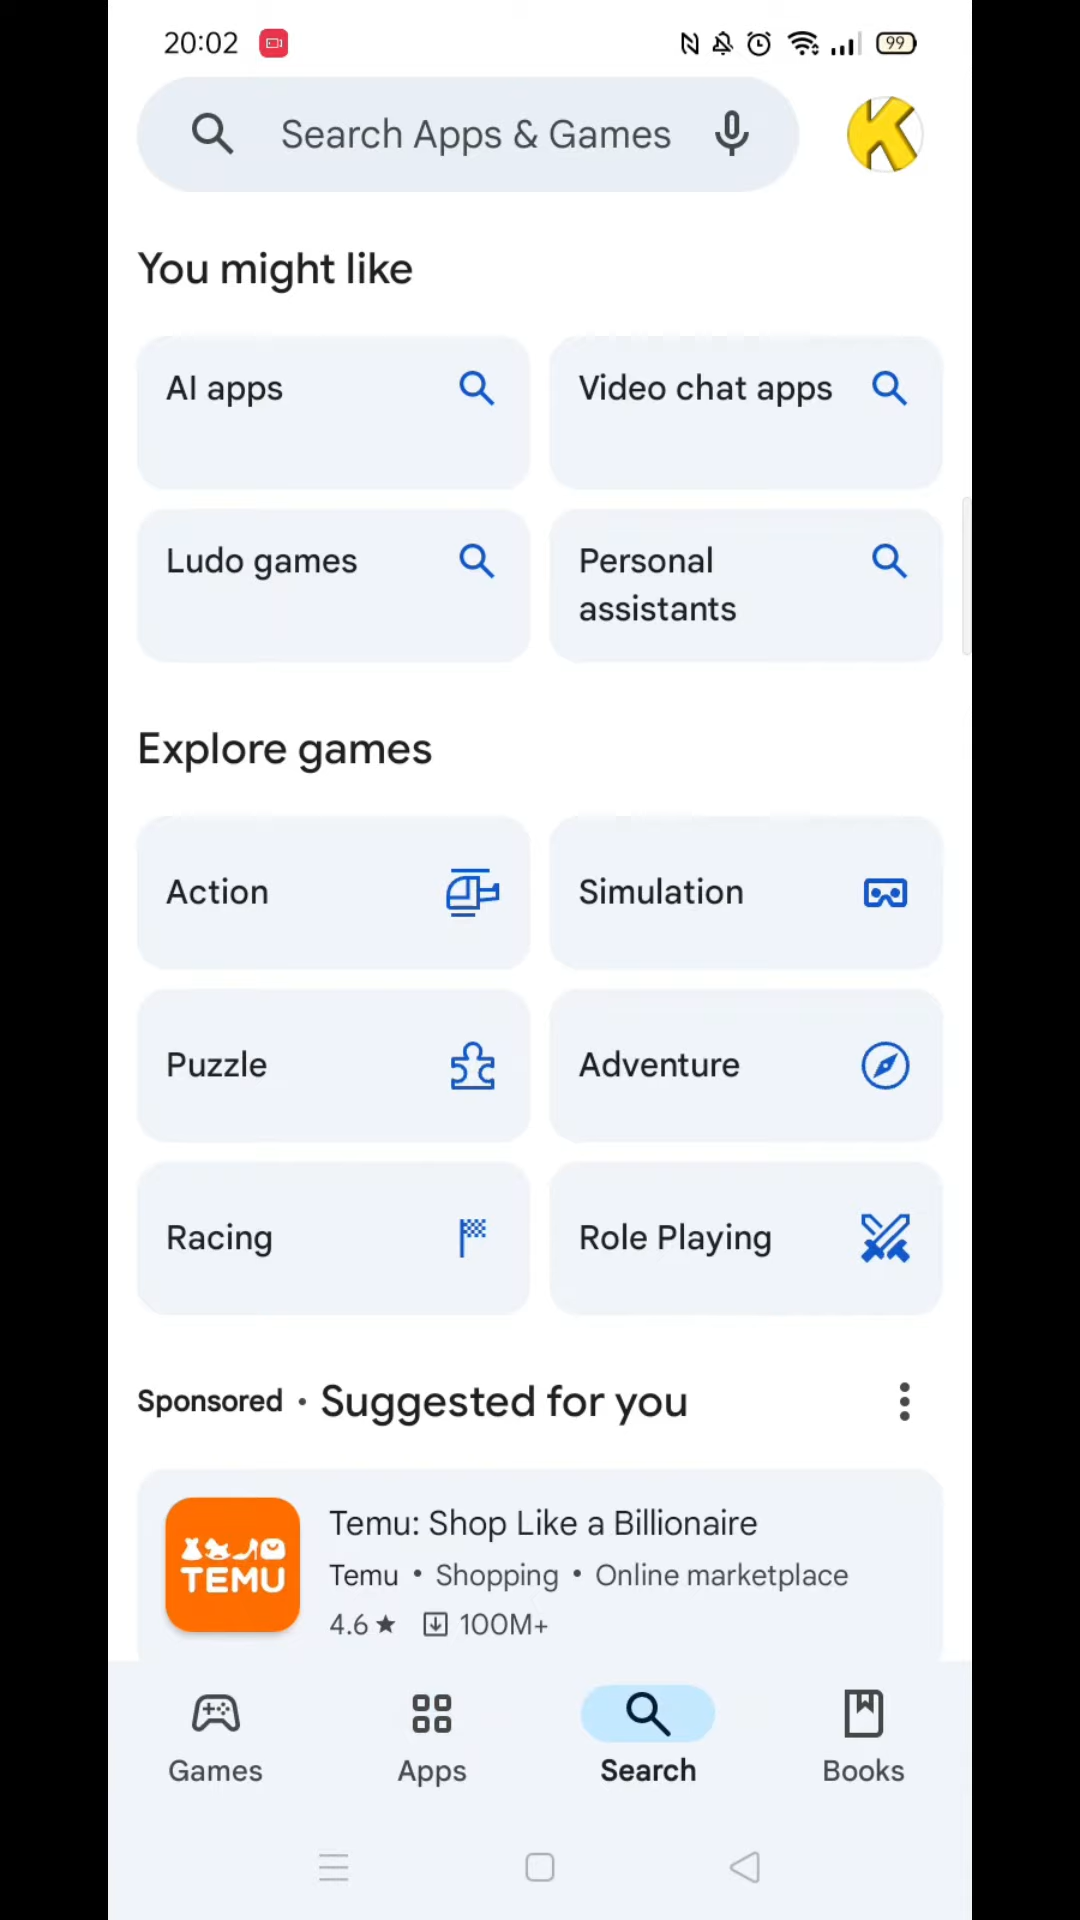 20:02
99
Search Apps & Games
You might like
AI apps
Video chat apps
Ludo games
Personal
assistants
Explore games
Action
Simulation
Puzzle
Adventure
Racing
Role Playing
Sponsored • Suggested for you
TEMU
Temu: Shop Like a Billionaire
Temu • Shopping • Online marketplace
4.6★ 100M+
Games
Apps
Search
Books